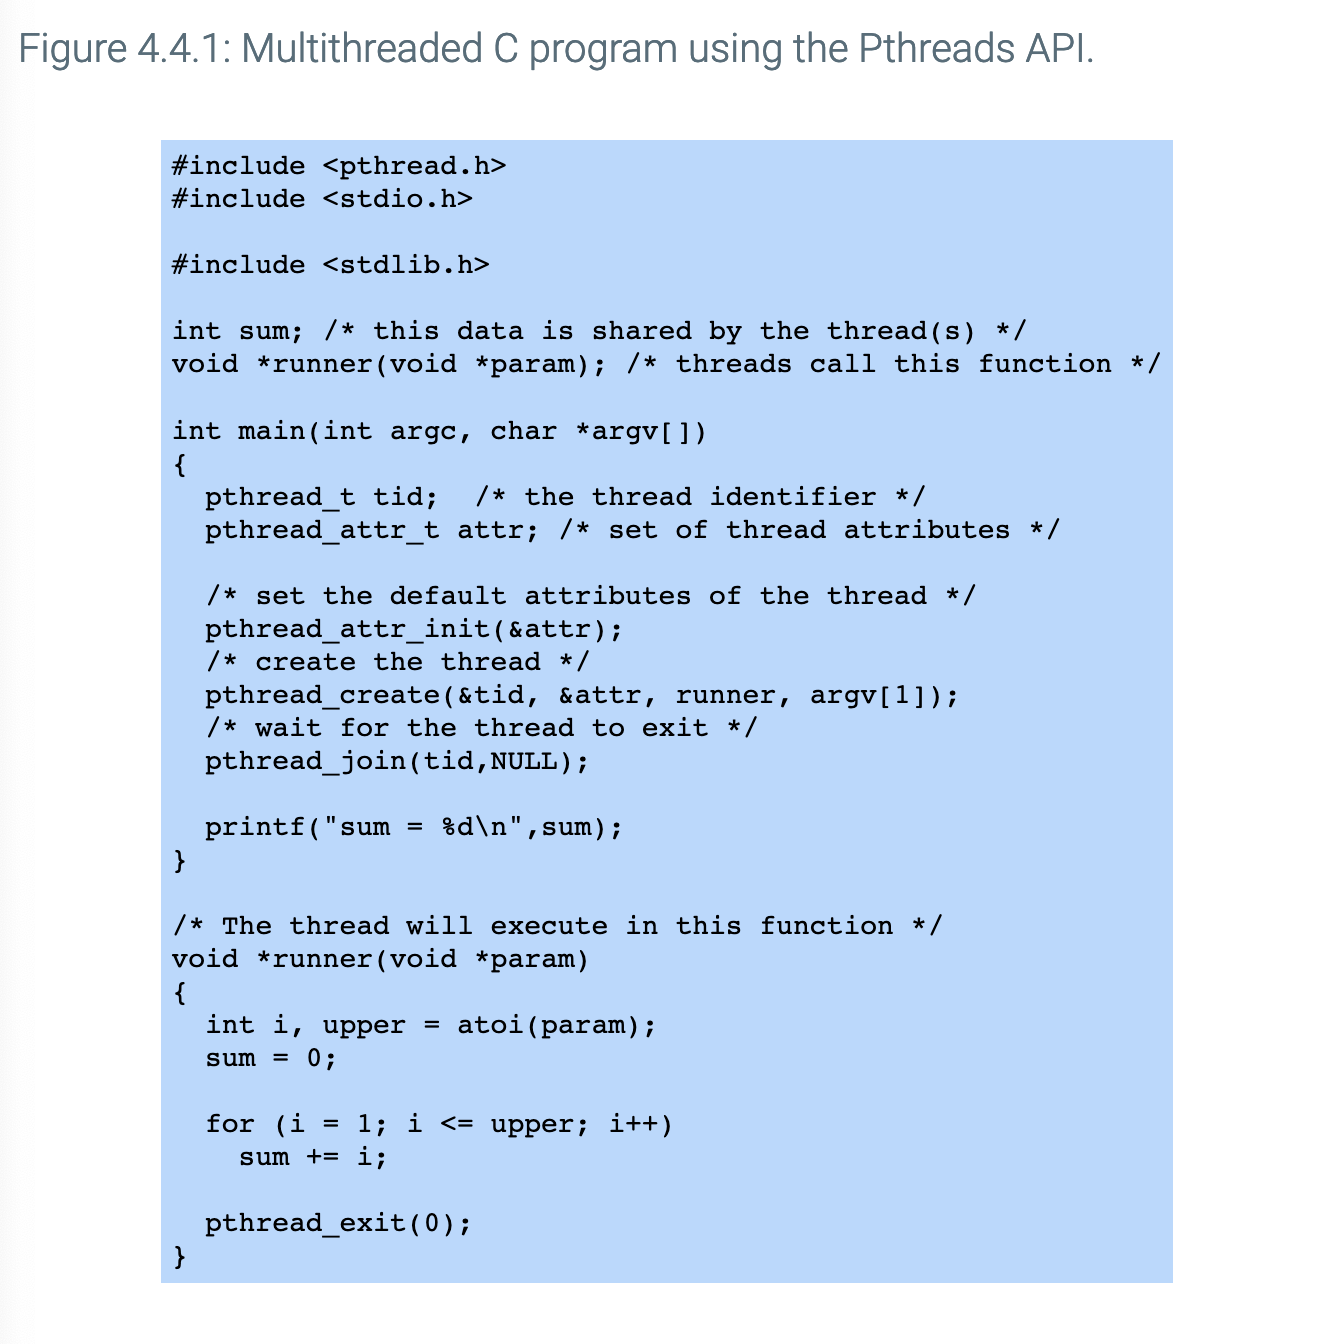 Figure 4.4.1: Multithreaded C program using the Pthreads API.
#include <pthread.h>
#include <stdio.h>
#include <stdlib.h>
int sum; /* this data is shared by the thread(s) */
void *runner(void *param); /* threads call this function */
int main(int argc, char *argv[])
{
  pthread_t tid;  /* the thread identifier */
  pthread_attr_t attr; /* set of thread attributes */
  /* set the default attributes of the thread */
  pthread_attr_init(&attr);
  /* create the thread */
  pthread_create(&tid, &attr, runner, argv[1]);
  /* wait for the thread to exit */
  pthread_join(tid,NULL);
  printf("sum = %d\n",sum);
}
/* The thread will execute in this function */
void *runner(void *param)
{
  int i, upper = atoi(param);
  sum = 0;
  for (i = 1; i <= upper; i++)
    sum += i;
  pthread_exit(0);
}